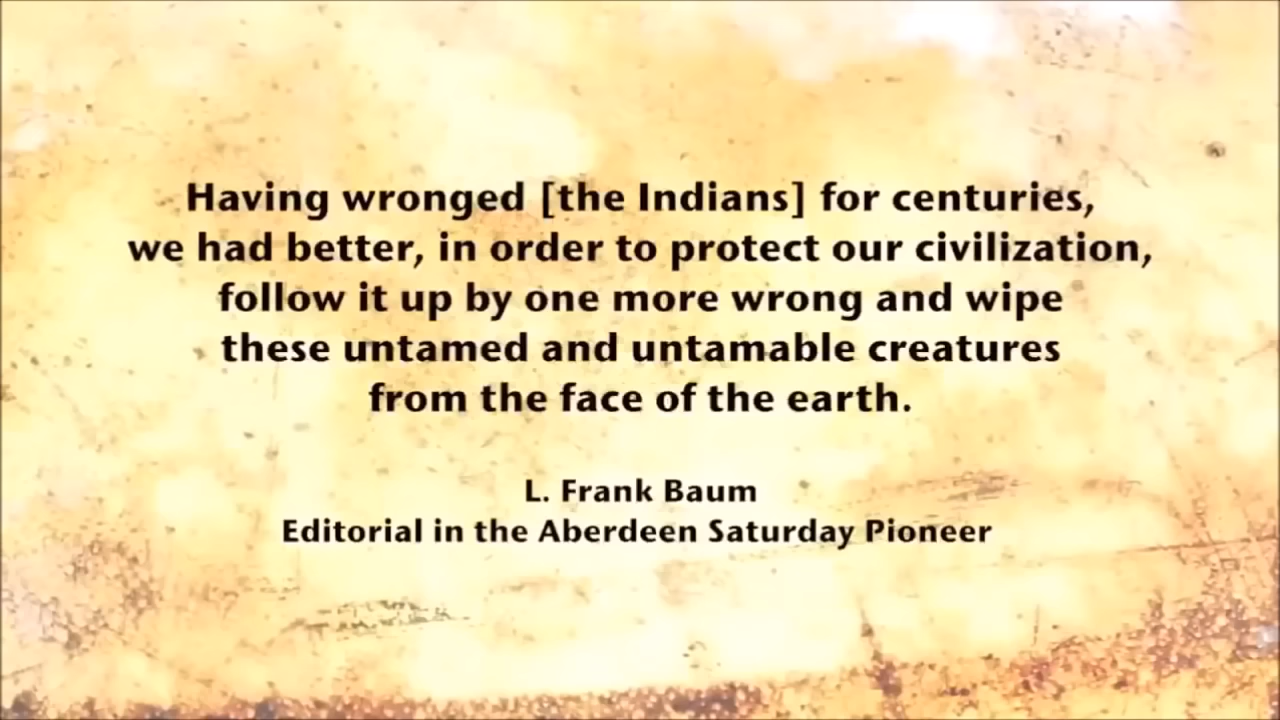 Having wronged [the Indians] for centuries,
we had better, in order to protect our civilization,
follow it up by one more wrong and wipe
these untamed and untamable creatures
from the face of the earth.
L. Frank Baum
Editorial in the Aberdeen Saturday Pioneer